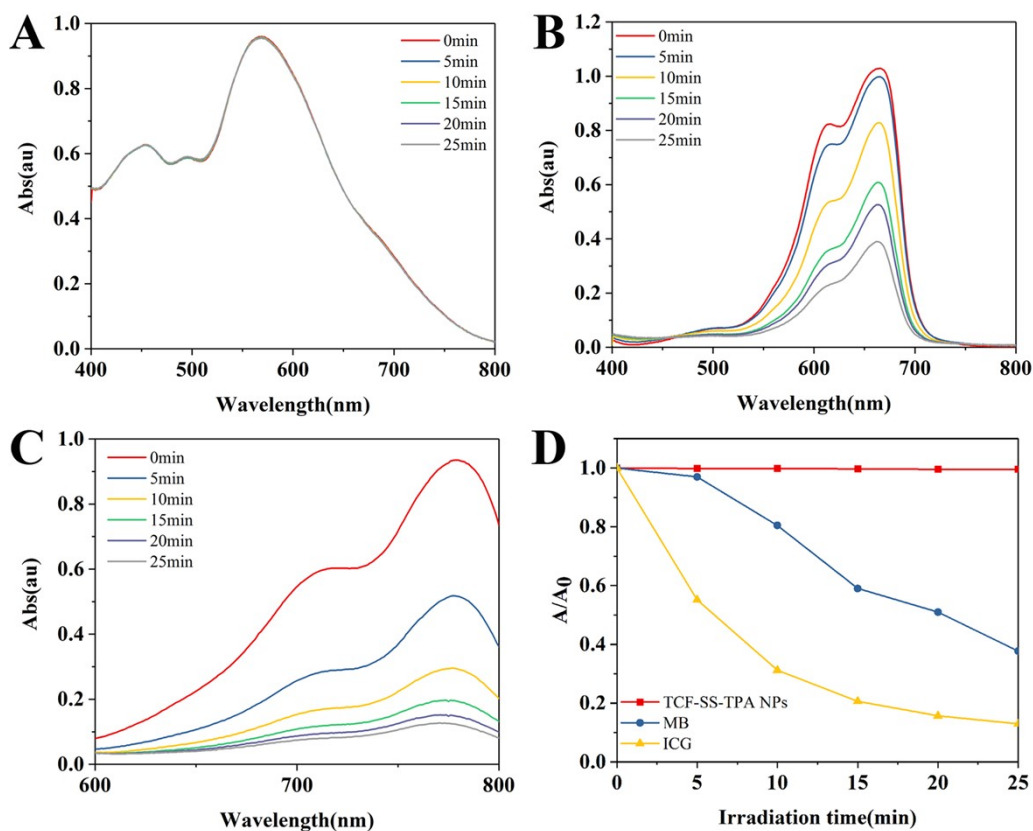 A
1.0
0.8
0.6
0.4
0.2
0.0
Abs(au)
0min
5min
10min
15min
20min
25min
400 500 600 700 800
Wavelength(nm)
B
1.2
1.0
0.8
0.6
0.4
0.2
0.0
Abs(au)
0min
5min
10min
15min
20min
25min
400 500 600 700 800
Wavelength(nm)
C
1.0
0.8
0.6
0.4
0.2
0.0
Abs(au)
0min
5min
10min
15min
20min
25min
600 700 800
Wavelength(nm)
D
1.0
0.8
0.6
0.4
0.2
0.0
A/A0
TCF-SS-TPA NPs
MB
ICG
0 5 10 15 20 25
Irradiation time(min)